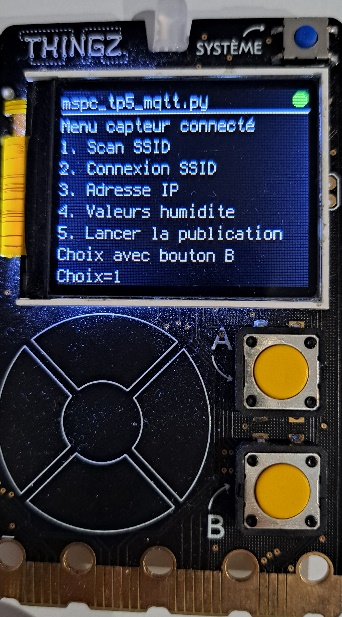 THINGZ
SYSTÈME
mspc_tp5_mqtt.py
Menu capteur connecté
1. Scan SSID
2. Connexion SSID
3. Adresse IP
4. Valeurs humidite
5. Lancer la publication
Choix avec bouton B
Choix=1
A
B